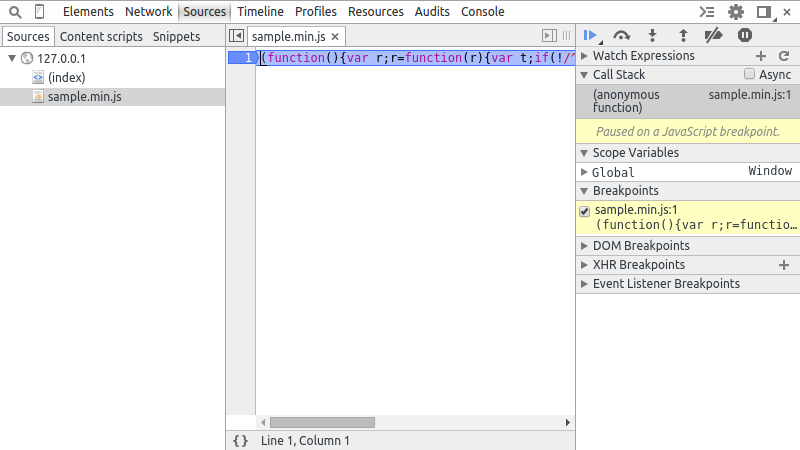 Elements Network Sources Timeline Profiles Resources Audits Console
Sources Content scripts Snippets
127.0.0.1
(index)
sample.min.js
sample.min.js ×
1 (function(){var r;r=function(r){var t;if(!/^
{} Line 1, Column 1
Watch Expressions
Call Stack Async
(anonymous function) sample.min.js:1
Paused on a JavaScript breakpoint.
Scope Variables
Global Window
Breakpoints
sample.min.js:1
(function(){var r;r=functio…
DOM Breakpoints
XHR Breakpoints
Event Listener Breakpoints